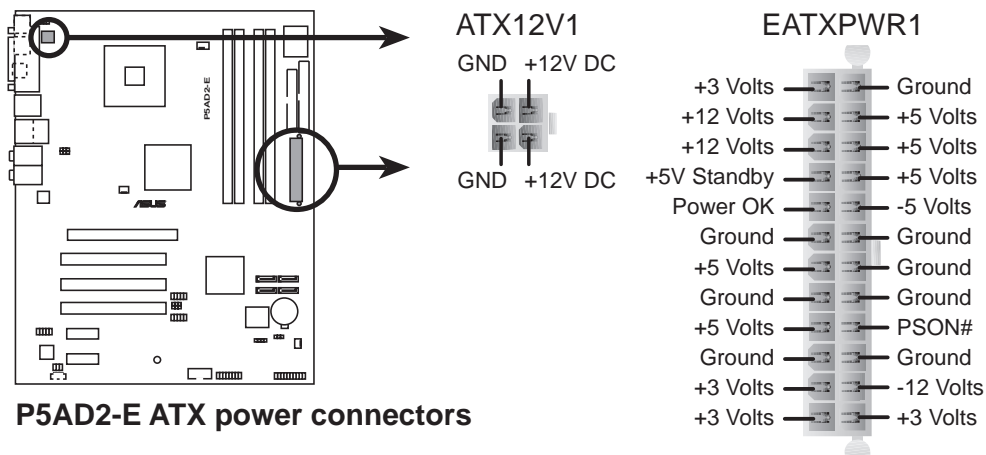 ATX12V1
GND +12V DC
GND +12V DC
EATXPWR1
+3 Volts Ground
+12 Volts +5 Volts
+12 Volts +5 Volts
+5V Standby +5 Volts
Power OK -5 Volts
Ground Ground
+5 Volts Ground
Ground Ground
+5 Volts PSON#
Ground Ground
+3 Volts -12 Volts
+3 Volts +3 Volts
P5AD2-E
ASUS
P5AD2-E ATX power connectors